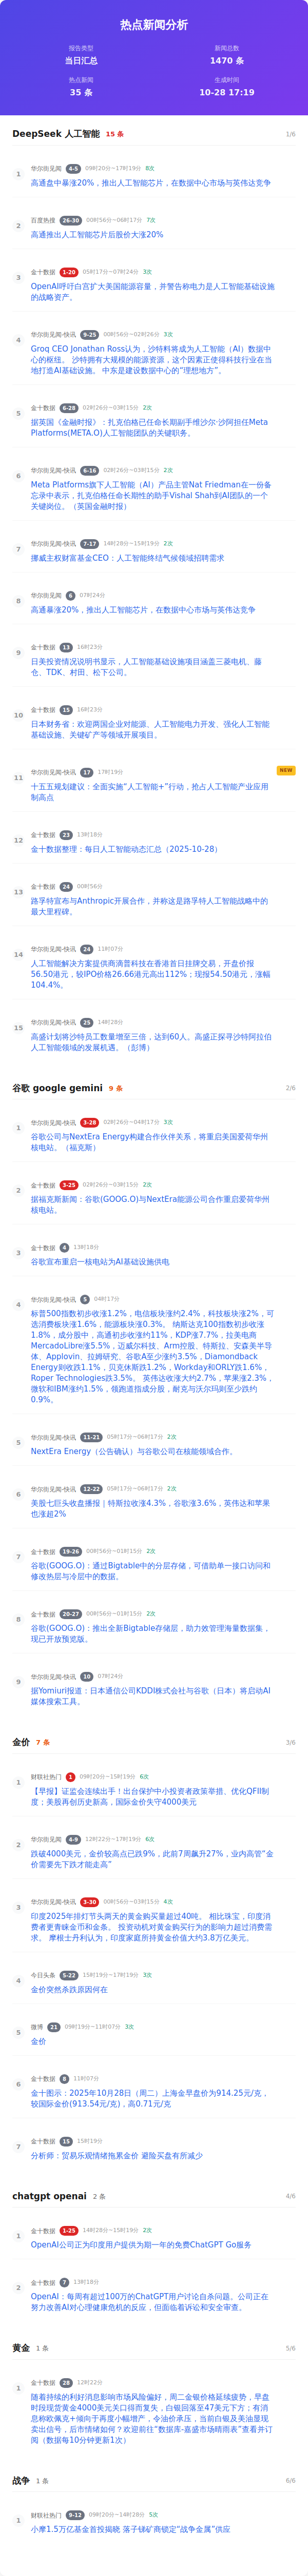 热点新闻分析
报告类型
当日汇总
新闻总数
1470 条
热点新闻
35 条
生成时间
10-28 17:19
DeepSeek 人工智能 15 条 1/6
1
华尔街见闻 4-5 09时20分~17时19分 8次
高通盘中暴涨20%，推出人工智能芯片，在数据中心市场与英伟达竞争
2
百度热搜 26-30 00时56分~06时17分 7次
高通推出人工智能芯片后股价大涨20%
3
金十数据 1-20 05时17分~07时24分 3次
OpenAI呼吁白宫扩大美国能源容量，并警告称电力是人工智能基础设施
的战略资产。
4
华尔街见闻-快讯 9-25 00时56分~02时26分 3次
Groq CEO Jonathan Ross认为，沙特料将成为人工智能（AI）数据中
心的枢纽。 沙特拥有大规模的能源资源，这个因素正使得科技行业在当
地打造AI基础设施。 中东是建设数据中心的“理想地方”。
5
金十数据 6-28 02时26分~03时15分 2次
据英国《金融时报》：扎克伯格已任命长期副手维沙尔·沙阿担任Meta
Platforms(META.O)人工智能团队的关键职务。
6
华尔街见闻-快讯 6-16 02时26分~03时15分 2次
Meta Platforms旗下人工智能（AI）产品主管Nat Friedman在一份备
忘录中表示，扎克伯格任命长期性的助手Vishal Shah到AI团队的一个
关键岗位。（英国金融时报）
7
华尔街见闻-快讯 7-17 14时28分~15时19分 2次
挪威主权财富基金CEO：人工智能终结气候领域招聘需求
8
华尔街见闻 6 07时24分
高通暴涨20%，推出人工智能芯片，在数据中心市场与英伟达竞争
9
金十数据 13 16时23分
日美投资情况说明书显示，人工智能基础设施项目涵盖三菱电机、藤
仓、TDK、村田、松下公司。
10
金十数据 15 16时23分
日本财务省：欢迎两国企业对能源、人工智能电力开发、强化人工智能
基础设施、关键矿产等领域开展项目。
11
华尔街见闻-快讯 17 17时19分 NEW
十五五规划建议：全面实施“人工智能+”行动，抢占人工智能产业应用
制高点
12
金十数据 23 13时18分
金十数据整理：每日人工智能动态汇总（2025-10-28）
13
金十数据 24 00时56分
路孚特宣布与Anthropic开展合作，并称这是路孚特人工智能战略中的
最大里程碑。
14
华尔街见闻-快讯 24 11时07分
人工智能解决方案提供商滴普科技在香港首日挂牌交易，开盘价报
56.50港元，较IPO价格26.66港元高出112%；现报54.50港元，涨幅
104.4%。
15
华尔街见闻-快讯 25 14时28分
高盛计划将沙特员工数量增至三倍，达到60人。高盛正探寻沙特阿拉伯
人工智能领域的发展机遇。（彭博）
谷歌 google gemini 9 条 2/6
1
华尔街见闻-快讯 3-28 02时26分~04时17分 3次
谷歌公司与NextEra Energy构建合作伙伴关系，将重启美国爱荷华州
核电站。（福克斯）
2
金十数据 3-25 02时26分~03时15分 2次
据福克斯新闻：谷歌(GOOG.O)与NextEra能源公司合作重启爱荷华州
核电站。
3
金十数据 4 13时18分
谷歌宣布重启一核电站为AI基础设施供电
4
华尔街见闻-快讯 5 04时17分
标普500指数初步收涨1.2%，电信板块涨约2.4%，科技板块涨2%，可
选消费板块涨1.6%，能源板块涨0.3%。 纳斯达克100指数初步收涨
1.8%，成分股中，高通初步收涨约11%，KDP涨7.7%，拉美电商
MercadoLibre涨5.5%，迈威尔科技、Arm控股、特斯拉、安森美半导
体、Applovin、拉姆研究、谷歌A至少涨约3.5%，Diamondback
Energy则收跌1.1%，贝克休斯跌1.2%，Workday和ORLY跌1.6%，
Roper Technologies跌3.5%。 英伟达收涨大约2.7%，苹果涨2.3%，
微软和IBM涨约1.5%，领跑道指成分股，耐克与沃尔玛则至少跌约
0.9%。
5
华尔街见闻-快讯 11-21 05时17分~06时17分 2次
NextEra Energy（公告确认）与谷歌公司在核能领域合作。
6
华尔街见闻-快讯 12-22 05时17分~06时17分 2次
美股七巨头收盘播报｜特斯拉收涨4.3%，谷歌涨3.6%，英伟达和苹果
也涨超2%
7
金十数据 19-26 00时56分~01时15分 2次
谷歌(GOOG.O)：通过Bigtable中的分层存储，可借助单一接口访问和
修改热层与冷层中的数据。
8
金十数据 20-27 00时56分~01时15分 2次
谷歌(GOOG.O)：推出全新Bigtable存储层，助力高效管理海量数据集，
现已开放预览版。
9
华尔街见闻-快讯 10 07时24分
据Yomiuri报道：日本通信公司KDDI株式会社与谷歌（日本）将启动AI
媒体搜索工具。
金价 7 条 3/6
1
财联社热门 1 09时20分~15时19分 6次
【早报】证监会连续出手！出台保护中小投资者政策举措、优化QFII制
度；美股再创历史新高，国际金价失守4000美元
2
华尔街见闻 4-9 12时22分~17时19分 6次
跌破4000美元，金价较高点已跌9%，此前7周飙升27%，业内高管“金
价需要先下跌才能走高”
3
华尔街见闻-快讯 3-30 00时56分~03时15分 4次
印度2025年排灯节头两天的黄金购买量超过40吨。 相比珠宝，印度消
费者更青睐金币和金条。 投资动机对黄金购买行为的影响力超过消费需
求。 摩根士丹利认为，印度家庭所持黄金价值大约3.8万亿美元。
4
今日头条 5-22 15时19分~17时19分 3次
金价突然杀跌原因何在
5
微博 21 09时19分~11时07分 3次
金价
6
金十数据 8 11时07分
金十图示：2025年10月28日（周二）上海金早盘价为914.25元/克，
较国际金价(913.54元/克)，高0.71元/克
7
金十数据 15 15时19分
分析师：贸易乐观情绪拖累金价 避险买盘有所减少
chatgpt openai 2 条 4/6
1
金十数据 1-25 14时28分~15时19分 2次
OpenAI公司正为印度用户提供为期一年的免费ChatGPT Go服务
2
金十数据 7 13时18分
OpenAI：每周有超过100万的ChatGPT用户讨论自杀问题。公司正在
努力改善AI对心理健康危机的反应，但面临着诉讼和安全审查。
黄金 1 条 5/6
1
金十数据 28 12时22分
随着持续的利好消息影响市场风险偏好，周二金银价格延续疲势，早盘
时段现货黄金4000美元关口得而复失，白银回落至47美元下方；有消
息称欧佩克+倾向于再度小幅增产，令油价承压，当前白银及美油显现
卖出信号，后市情绪如何？欢迎前往“数据库-嘉盛市场晴雨表”查看并订
阅（数据每10分钟更新1次）
战争 1 条 6/6
1
财联社热门 9-12 09时20分~14时28分 5次
小摩1.5万亿基金首投揭晓 落子锑矿商锁定“战争金属”供应